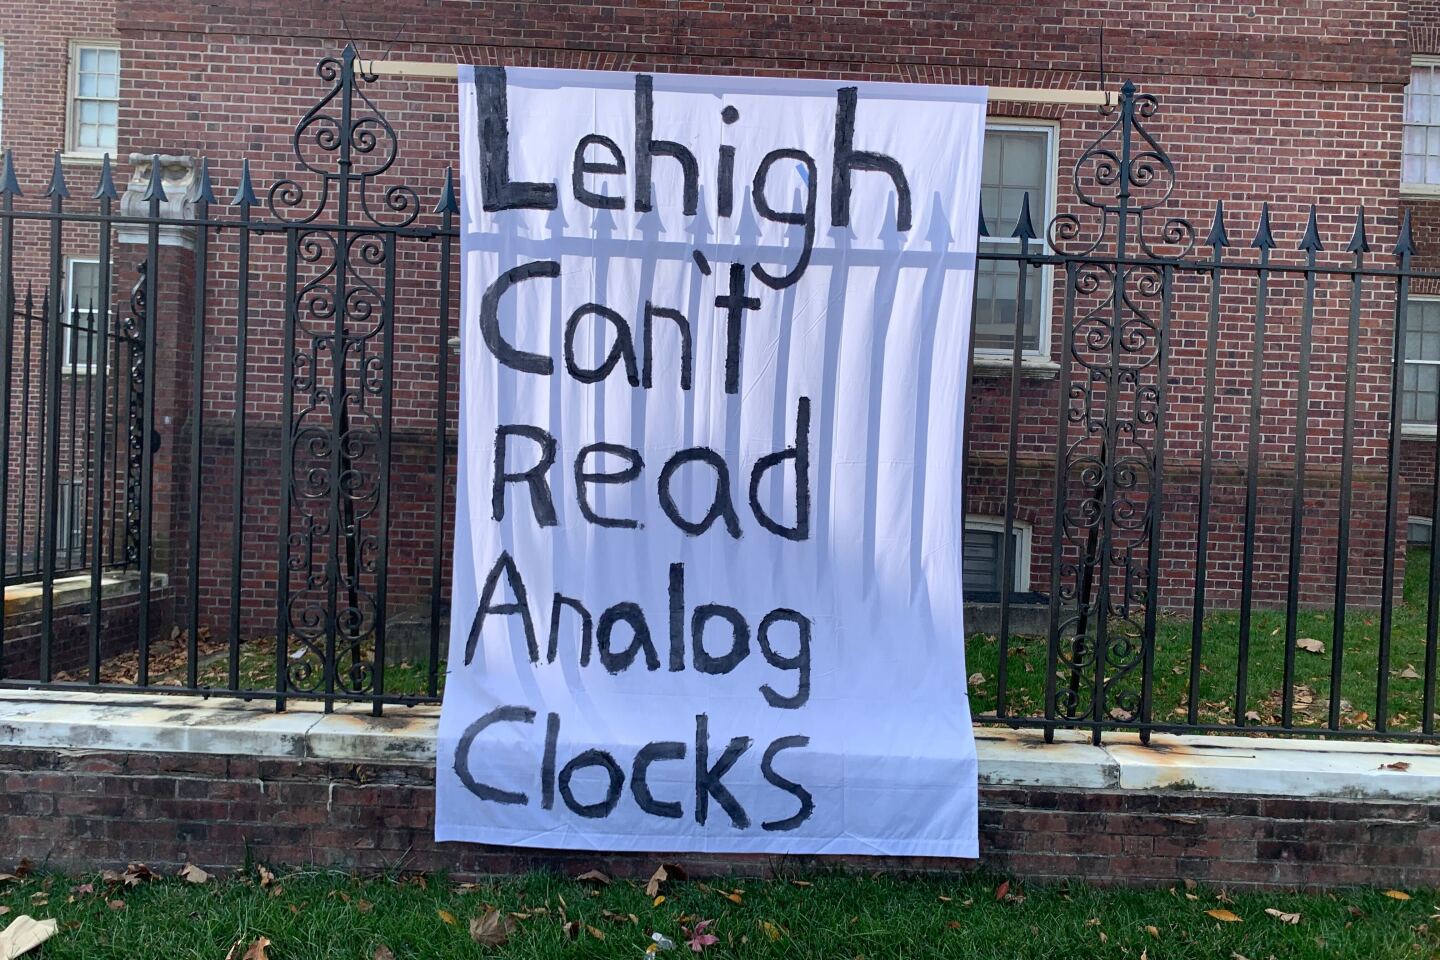 Lehigh
Can't
Read
Analog
Clocks